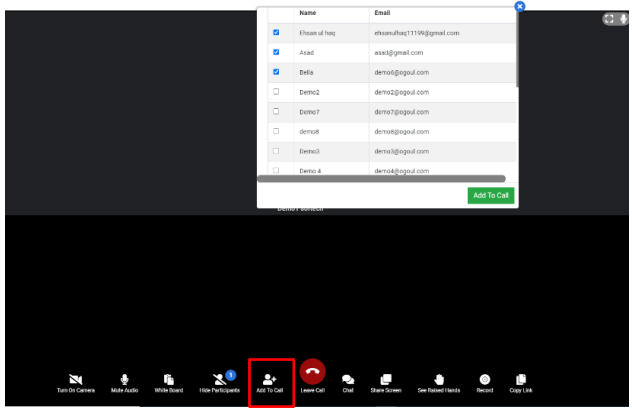 Name Email
Ehsan ul haq ehsanulhaq11199@gmail.com
Asad asad@gmail.com
Bella demo6@ogoul.com
Demo2 demo2@ogoul.com
Demo7 demo7@ogoul.com
demo8 demo8@ogoul.com
Demo3 demo3@ogoul.com
Demo 4 demo4@ogoul.com
Add To Call
1
Turn On Camera Mute Audio White Board Hide Participants Add To Call Leave Call Chat Share Screen See Raised Hands Record Copy Link